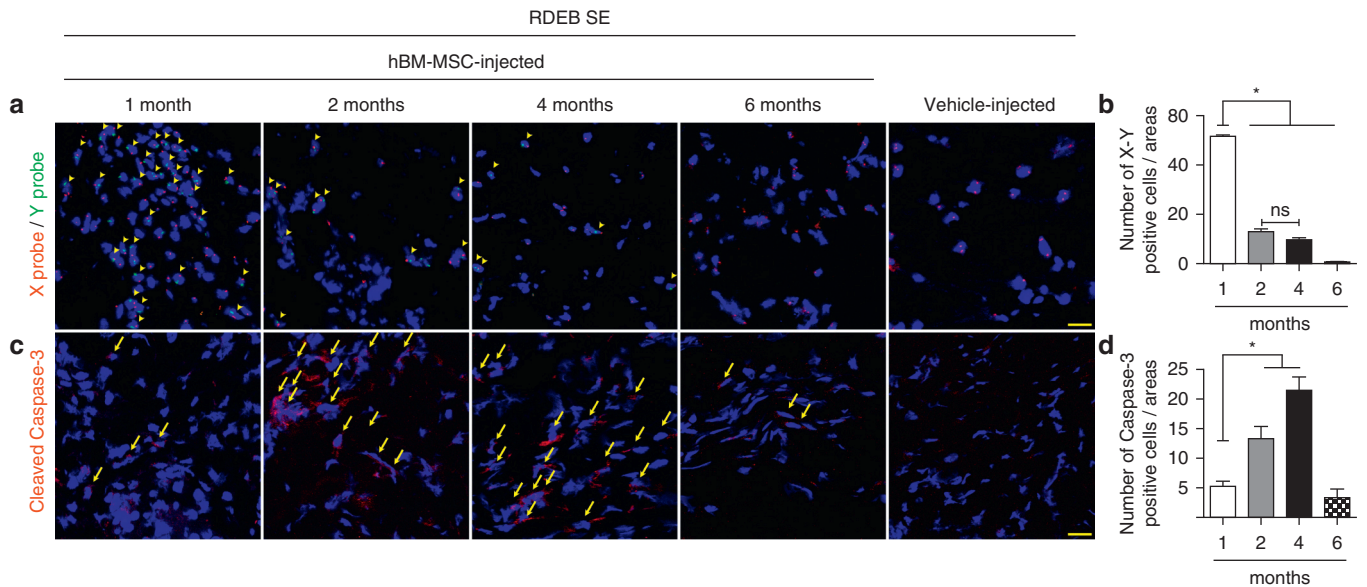 RDEB SE
hBM-MSC-injected
a
1 month
2 months
4 months
6 months
Vehicle-injected
X probe / Y probe
b
Number of X-Y
positive cells / areas
80
60
20
0
*
ns
1
2
4
6
months
c
Cleaved Caspase-3
d
Number of Caspase-3
positive cells / areas
25
20
15
10
5
*
1
2
4
6
months